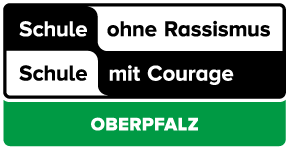 Schule ohne Rassismus
Schule mit Courage
OBERPFALZ